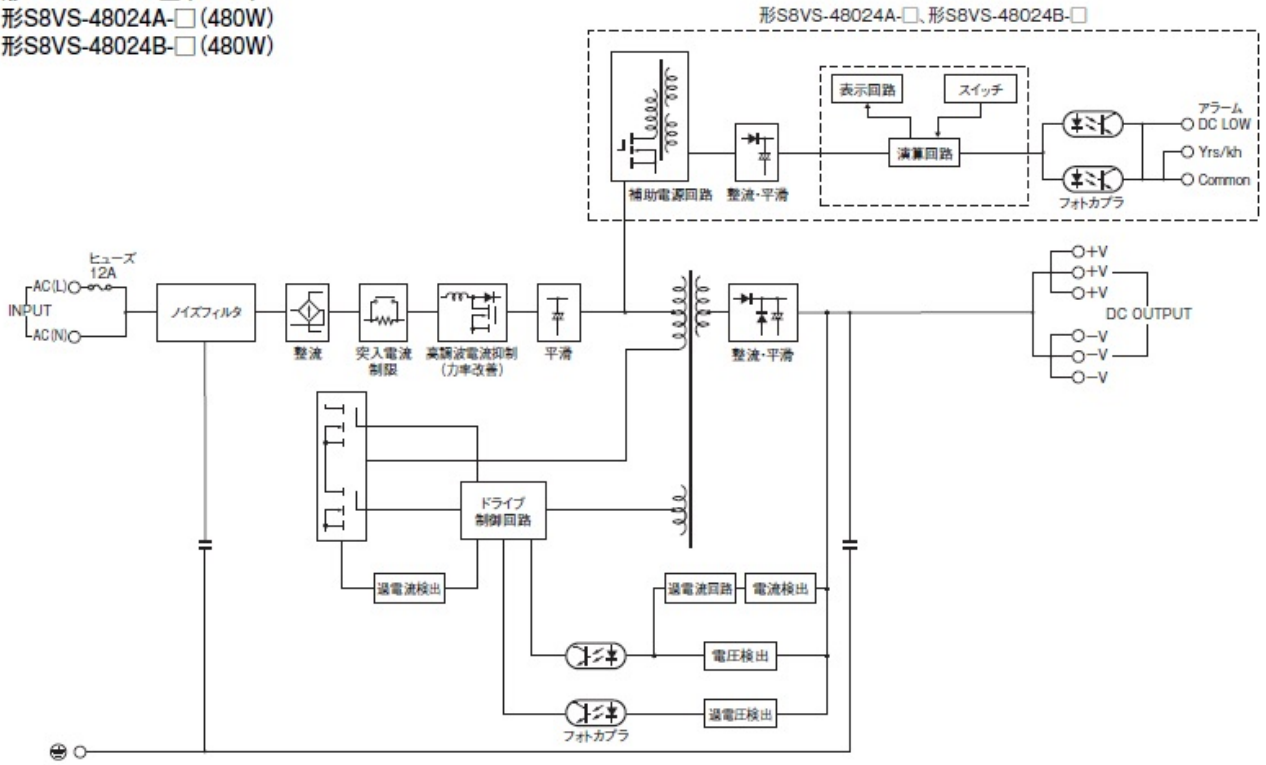 形S8VS-48024A-□(480W)
形S8VS-48024B-□(480W)
形S8VS-48024A-□、形S8VS-48024B-□
表示回路
スイッチ
演算回路
アラーム
DC LOW
Yrs/kh
Common
フォトカプラ
補助電源回路
整流・平滑
ヒューズ
12A
AC(L)
INPUT
AC(N)
ノイズフィルタ
整流
突入電流
制限
高調波電流抑制
(力率改善)
平滑
整流・平滑
+V
+V
+V
DC OUTPUT
-V
-V
-V
ドライブ
制御回路
過電流検出
過電流回路
電流検出
電圧検出
過電圧検出
フォトカプラ